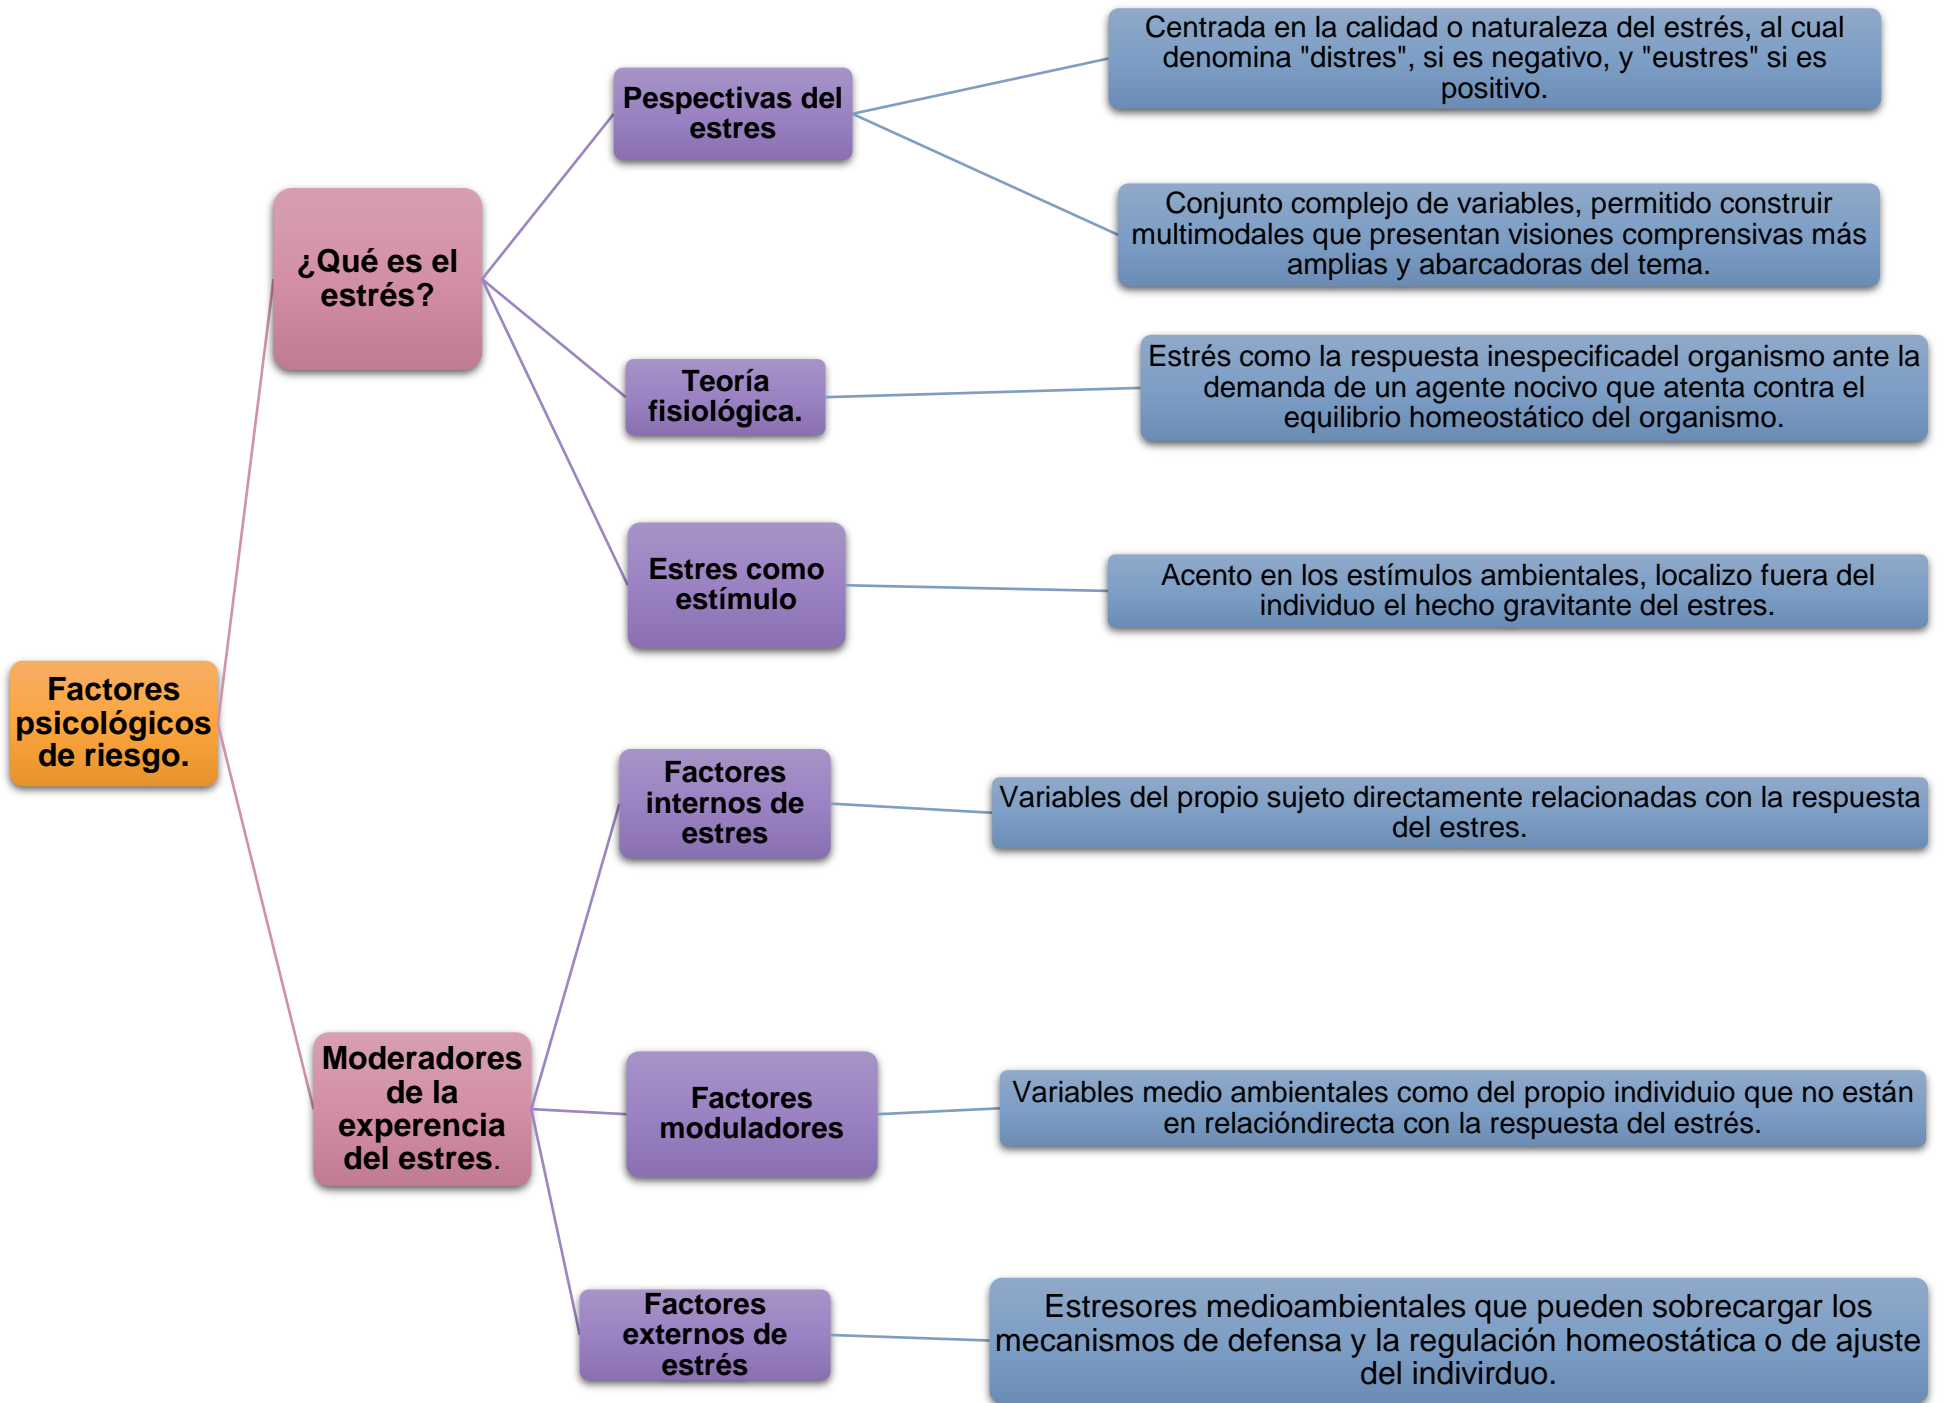 Factores
psicológicos
de riesgo.
¿Qué es el
estrés?
Pespectivas del
estres
Centrada en la calidad o naturaleza del estrés, al cual
denomina "distres", si es negativo, y "eustres" si es
positivo.
Conjunto complejo de variables, permitido construir
multimodales que presentan visiones comprensivas más
amplias y abarcadoras del tema.
Teoría
fisiológica.
Estrés como la respuesta inespecificadel organismo ante la
demanda de un agente nocivo que atenta contra el
equilibrio homeostático del organismo.
Estres como
estímulo
Acento en los estímulos ambientales, localizo fuera del
individuo el hecho gravitante del estres.
Moderadores
de la
experencia
del estres.
Factores
internos de
estres
Variables del propio sujeto directamente relacionadas con la respuesta
del estres.
Factores
moduladores
Variables medio ambientales como del propio individuio que no están
en relacióndirecta con la respuesta del estrés.
Factores
externos de
estrés
Estresores medioambientales que pueden sobrecargar los
mecanismos de defensa y la regulación homeostática o de ajuste
del indivirduo.